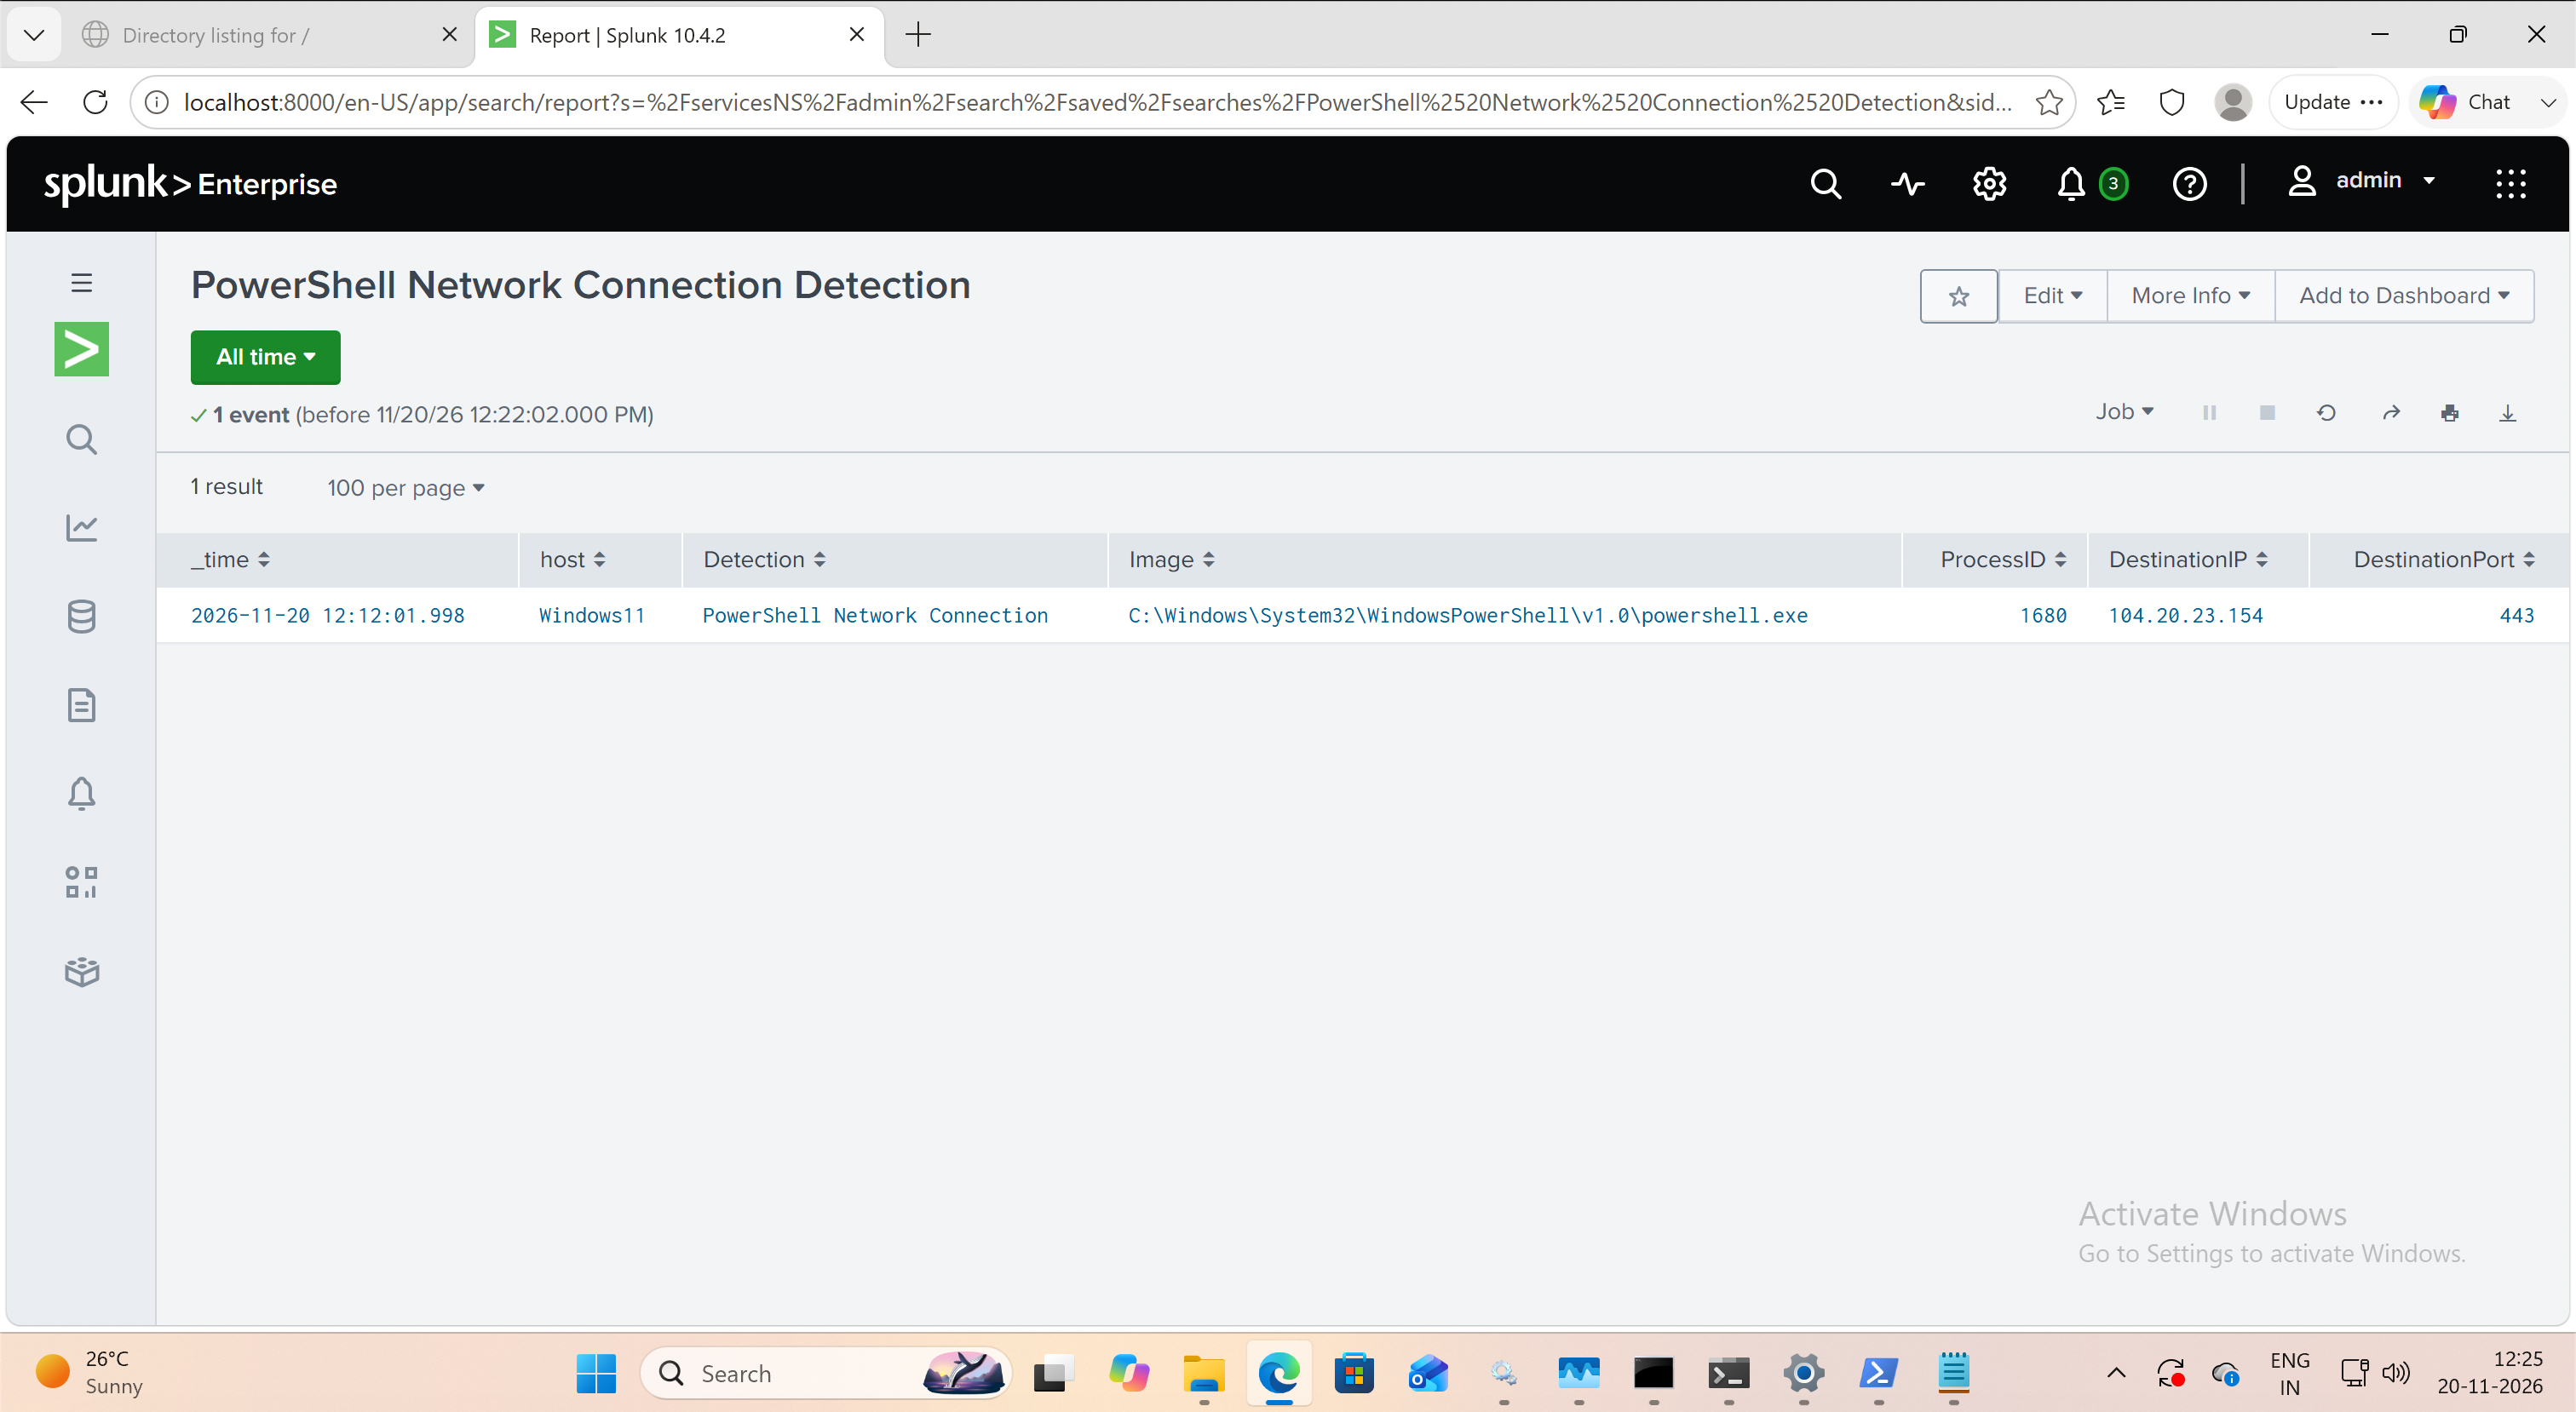 Directory listing for /
Report | Splunk 10.4.2
localhost:8000/en-US/app/search/report?s=%2FservicesNS%2Fadmin%2Fsearch%2Fsaved%2Fsearches%2FPowerShell%2520Network%2520Connection%2520Detection&sid...
Update
Chat
splunk> Enterprise
3
admin
PowerShell Network Connection Detection
Edit
More Info
Add to Dashboard
All time
1 event (before 11/20/26 12:22:02.000 PM)
Job
1 result
100 per page
_time host Detection Image ProcessID DestinationIP DestinationPort
2026-11-20 12:12:01.998 Windows11 PowerShell Network Connection C:\Windows\System32\WindowsPowerShell\v1.0\powershell.exe 1680 104.20.23.154 443
Activate Windows
Go to Settings to activate Windows.
26°C
Sunny
Search
ENG
IN
12:25
20-11-2026